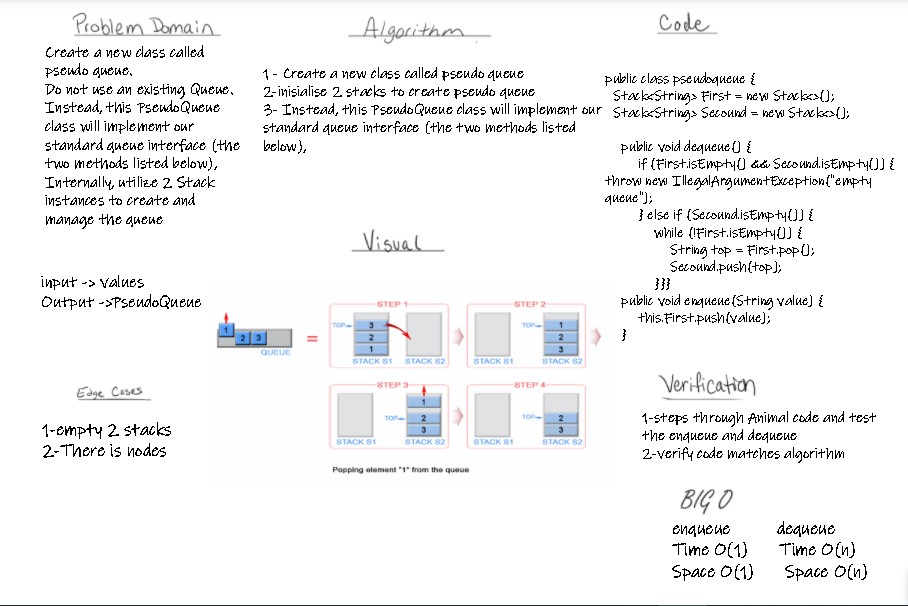 Problem Domain
Create a new class called
pseudo queue.
Do not use an existing Queue.
Instead, this PseudoQueue
class will implement our
standard queue interface (the
two methods listed below),
Internally, utilize 2 Stack
instances to create and
manage the queue
input -> values
Output ->PseudoQueue
Edge Cases
1-empty 2 stacks
2-There is nodes
Algorithm
1 - Create a new class called pseudo queue
2-inisialise 2 stacks to create pseudo queue
3- Instead, this PseudoQueue class will implement our
standard queue interface (the two methods listed
below),
Visual
1
2 3
QUEUE
=
STEP 1
TOP
3
2
1
STACK S1 STACK S2
STEP 2
TOP
1
2
3
STACK S1 STACK S2
STEP 3
1
TOP
2
3
STACK S1 STACK S2
STEP 4
TOP
2
3
STACK S1 STACK S2
Popping element "1" from the queue
Code
public class pseudoqueue {
Stack<String> First = new Stack<>();
Stack<String> Secound = new Stack<>();
public void dequeue() {
if (First.isEmpty() && Secound.isEmpty()) {
throw new IllegalArgumentException("empty
queue");
} else if (Secound.isEmpty()) {
while (!First.isEmpty()) {
String top = First.pop();
Secound.push(top);
}}}
public void enqueue(String value) {
this.First.push(value);
}
Verification
1-steps through Animal code and test
the enqueue and dequeue
2-verify code matches algorithm
BIG O
enqueue dequeue
Time O(1) Time O(n)
Space O(1) Space O(n)